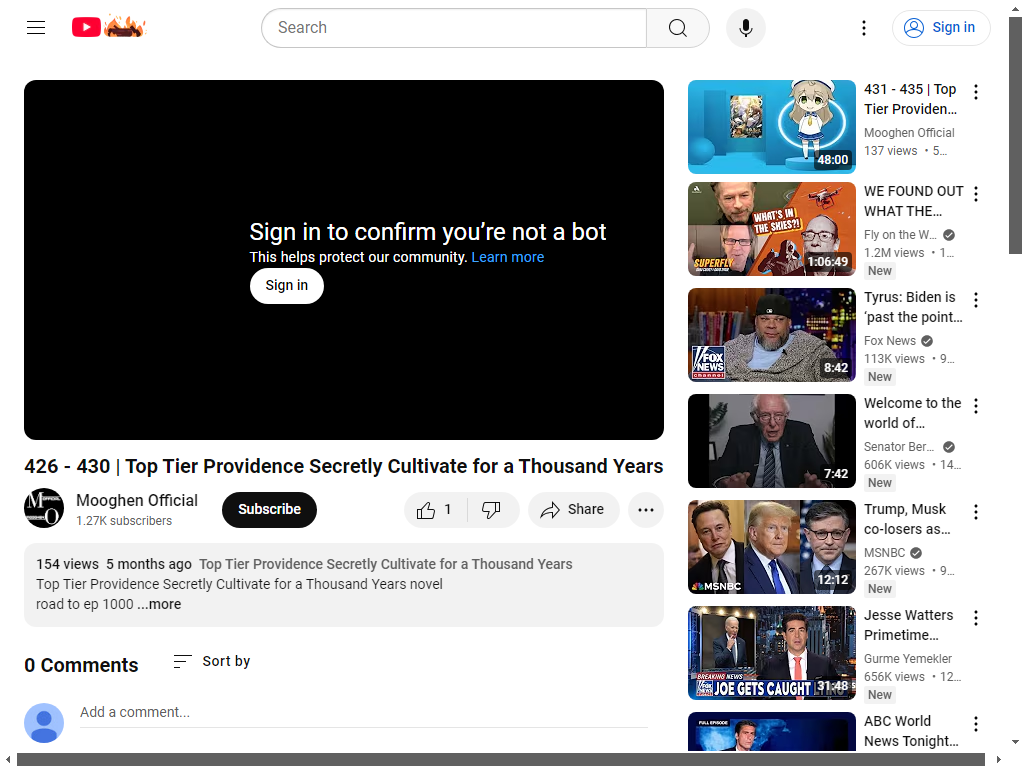 Search
Sign in
Sign in to confirm you’re not a bot
This helps protect our community. Learn more
Sign in
426 - 430 | Top Tier Providence Secretly Cultivate for a Thousand Years
Mooghen Official
1.27K subscribers
Subscribe
1
Share
154 views 5 months ago Top Tier Providence Secretly Cultivate for a Thousand Years
Top Tier Providence Secretly Cultivate for a Thousand Years novel
road to ep 1000 ...more
0 Comments
Sort by
Add a comment...
48:00
431 - 435 | Top
Tier Providen...
Mooghen Official
137 views • 5...
WHAT'S IN
THE SKIES?!
SUPERFLY
1:06:49
WE FOUND OUT
WHAT THE...
Fly on the W...
1.2M views • 1...
New
FOX
NEWS
channel
8:42
Tyrus: Biden is
‘past the point...
Fox News
113K views • 9...
New
7:42
Welcome to the
world of...
Senator Ber...
606K views • 14...
New
MSNBC
12:12
Trump, Musk
co-losers as...
MSNBC
267K views • 9...
New
BREAKING NEWS
JOE GETS CAUGHT
31:48
Jesse Watters
Primetime...
Gurme Yemekler
656K views • 12...
New
FULL EPISODE
ABC World
News Tonight...